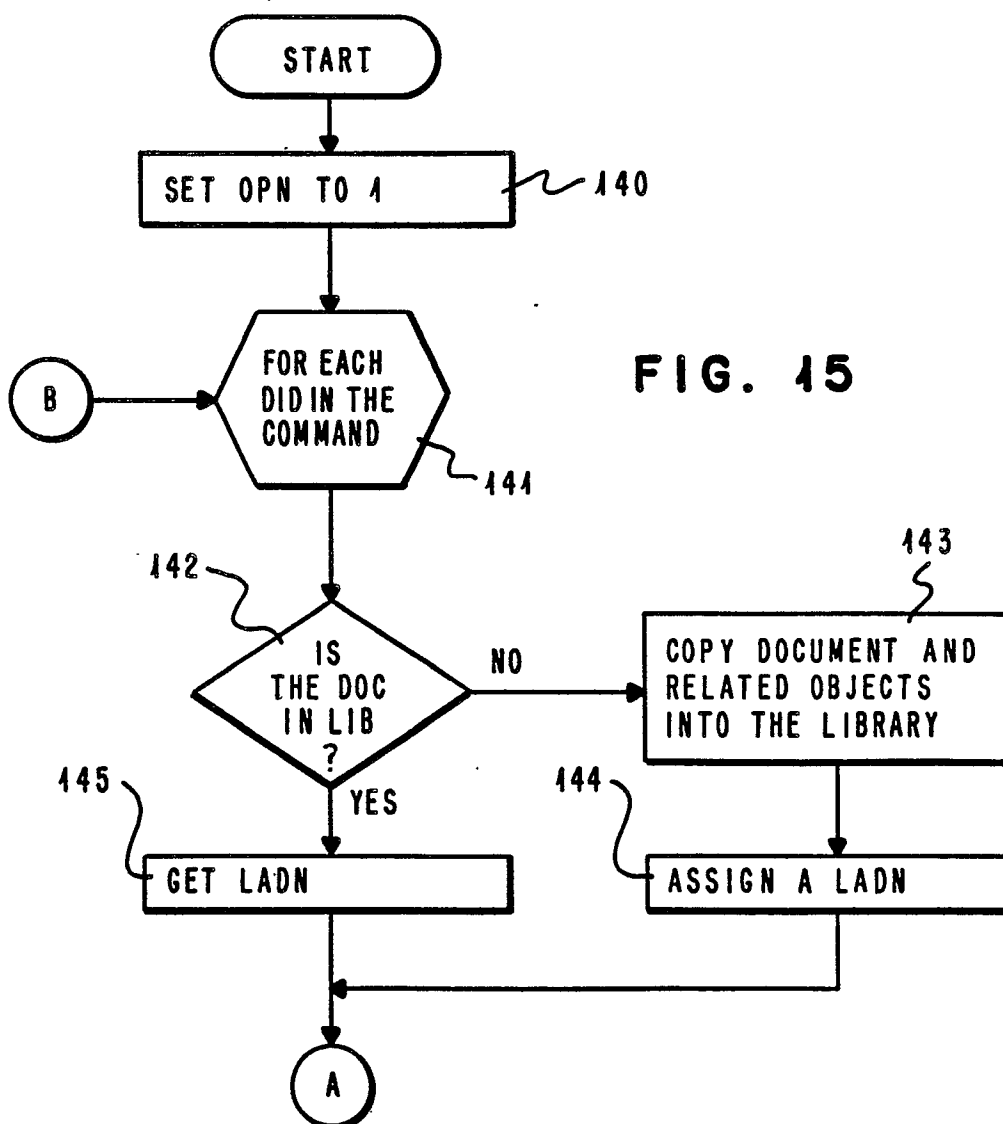 START
SET OPN TO 1
140
FOR EACH
DID IN THE
COMMAND
B
FIG. 15
141
142
143
IS
THE DOC
IN LIB
?
NO
COPY DOCUMENT AND
RELATED OBJECTS
INTO THE LIBRARY
145
YES
144
GET LADN
ASSIGN A LADN
A